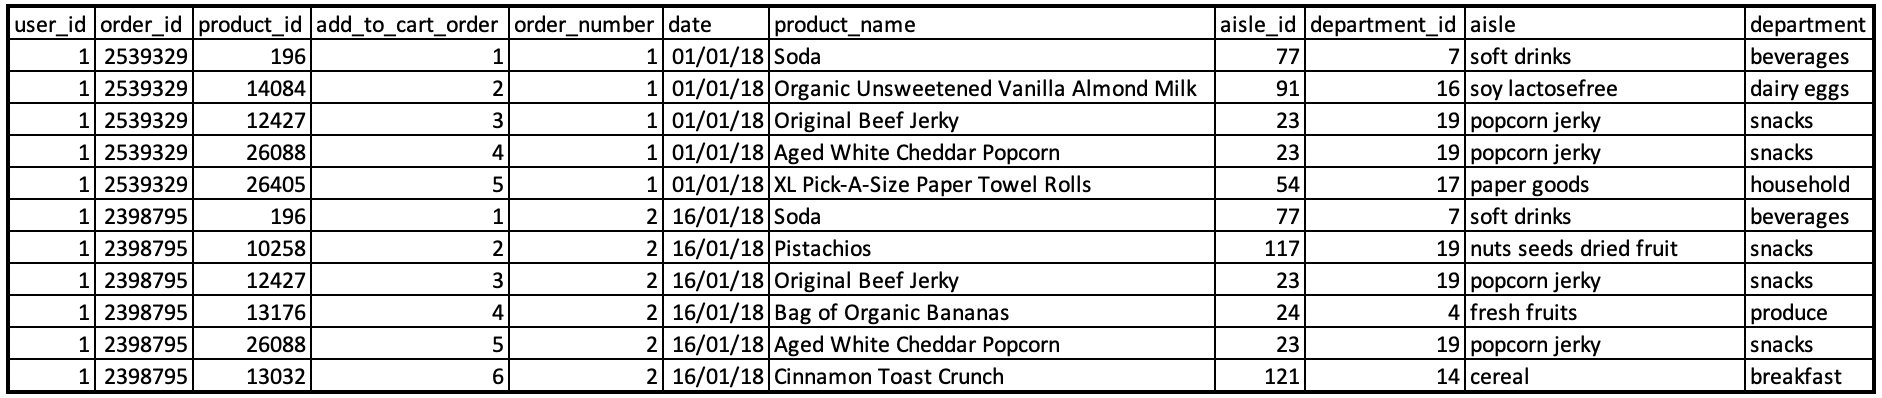 user_id order_id product_id add_to_cart_order order_number date product_name aisle_id department_id aisle department
1 2539329 196 1 1 01/01/18 Soda 77 7 soft drinks beverages
1 2539329 14084 2 1 01/01/18 Organic Unsweetened Vanilla Almond Milk 91 16 soy lactosefree dairy eggs
1 2539329 12427 3 1 01/01/18 Original Beef Jerky 23 19 popcorn jerky snacks
1 2539329 26088 4 1 01/01/18 Aged White Cheddar Popcorn 23 19 popcorn jerky snacks
1 2539329 26405 5 1 01/01/18 XL Pick-A-Size Paper Towel Rolls 54 17 paper goods household
1 2398795 196 1 2 16/01/18 Soda 77 7 soft drinks beverages
1 2398795 10258 2 2 16/01/18 Pistachios 117 19 nuts seeds dried fruit snacks
1 2398795 12427 3 2 16/01/18 Original Beef Jerky 23 19 popcorn jerky snacks
1 2398795 13176 4 2 16/01/18 Bag of Organic Bananas 24 4 fresh fruits produce
1 2398795 26088 5 2 16/01/18 Aged White Cheddar Popcorn 23 19 popcorn jerky snacks
1 2398795 13032 6 2 16/01/18 Cinnamon Toast Crunch 121 14 cereal breakfast